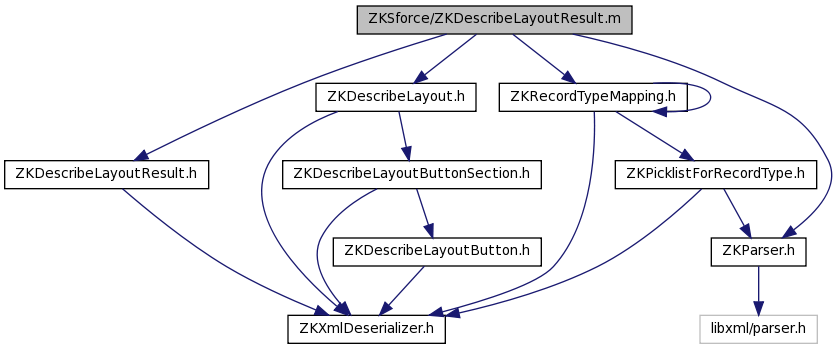 ZKSforce/ZKDescribeLayoutResult.m
ZKDescribeLayout.h
ZKRecordTypeMapping.h
ZKDescribeLayoutResult.h
ZKDescribeLayoutButtonSection.h
ZKPicklistForRecordType.h
ZKDescribeLayoutButton.h
ZKParser.h
ZKXmlDeserializer.h
libxml/parser.h